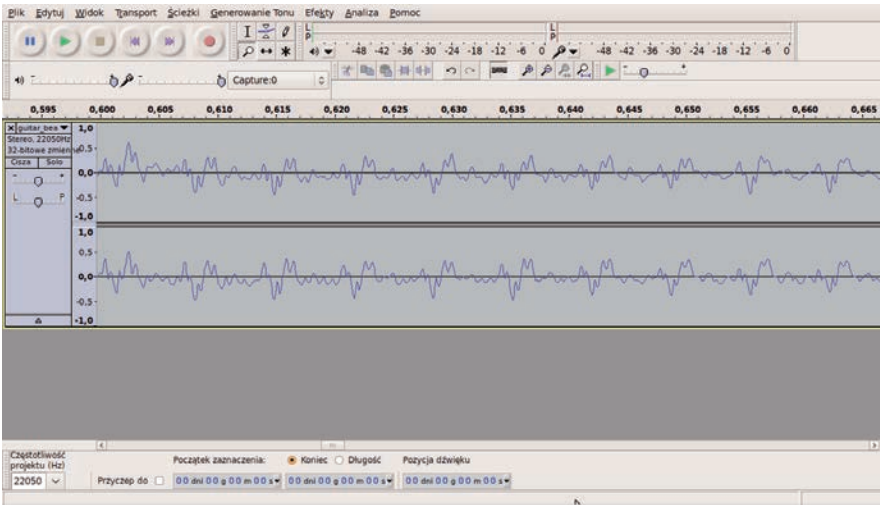 Plik Edytuj Widok Transport Ścieżki Generowanie Tonu Efekty Analiza Pomoc
L
P
-48 -42 -36 -30 -24 -18 -12 -6 0
L
P
-48 -42 -36 -30 -24 -18 -12 -6 0
- + - + Capture:0
- +
0,595 0,600 0,605 0,610 0,615 0,620 0,625 0,630 0,635 0,640 0,645 0,650 0,655 0,660 0,665
guitar_bea 1,0
Stereo, 22050Hz
32-bitowe zmienne 0,5
Cisza Solo
- + 0,0
L P -0,5
-1,0
1,0
0,5
0,0
-0,5
-1,0
Częstotliwość
projektu (Hz)
Początek zaznaczenia: Koniec Długość Pozycja dźwięku
22050 Przyczep do 00 dni 00 g 00 m 00 s 00 dni 00 g 00 m 00 s 00 dni 00 g 00 m 00 s